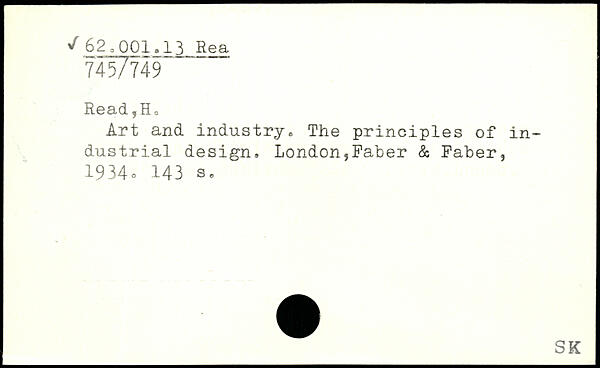 ✓ 62.001.13 Rea
745/749
Read,H.
Art and industry. The principles of in-
dustrial design. London,Faber & Faber,
1934. 143 s.
SK